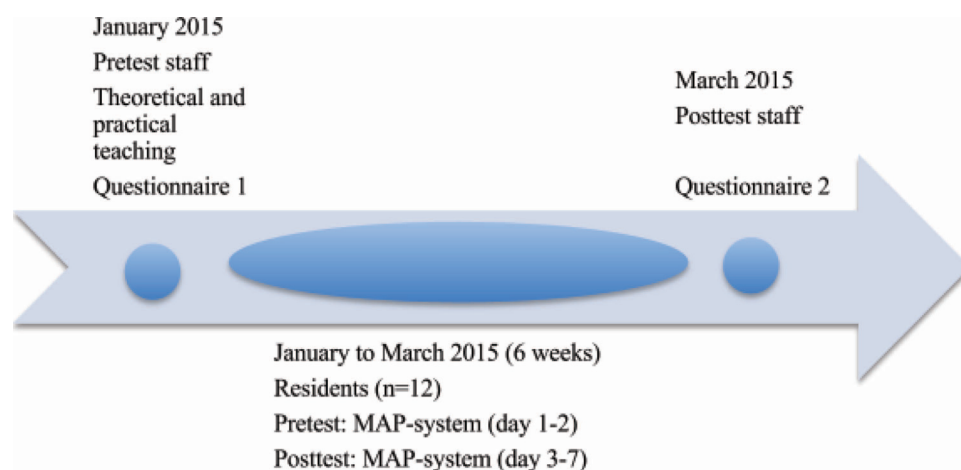 January 2015
Pretest staff
Theoretical and
practical
teaching
Questionnaire 1
March 2015
Posttest staff
Questionnaire 2
January to March 2015 (6 weeks)
Residents (n=12)
Pretest: MAP-system (day 1-2)
Posttest: MAP-system (day 3-7)